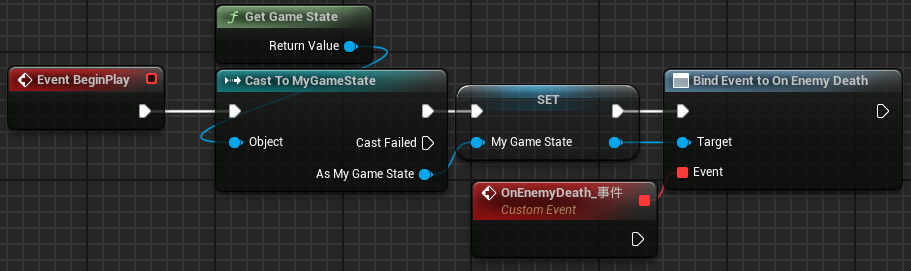 f Get Game State
Return Value
Event BeginPlay
Cast To MyGameState
Object
Cast Failed
As My Game State
SET
My Game State
Bind Event to On Enemy Death
Target
Event
OnEnemyDeath_事件
Custom Event